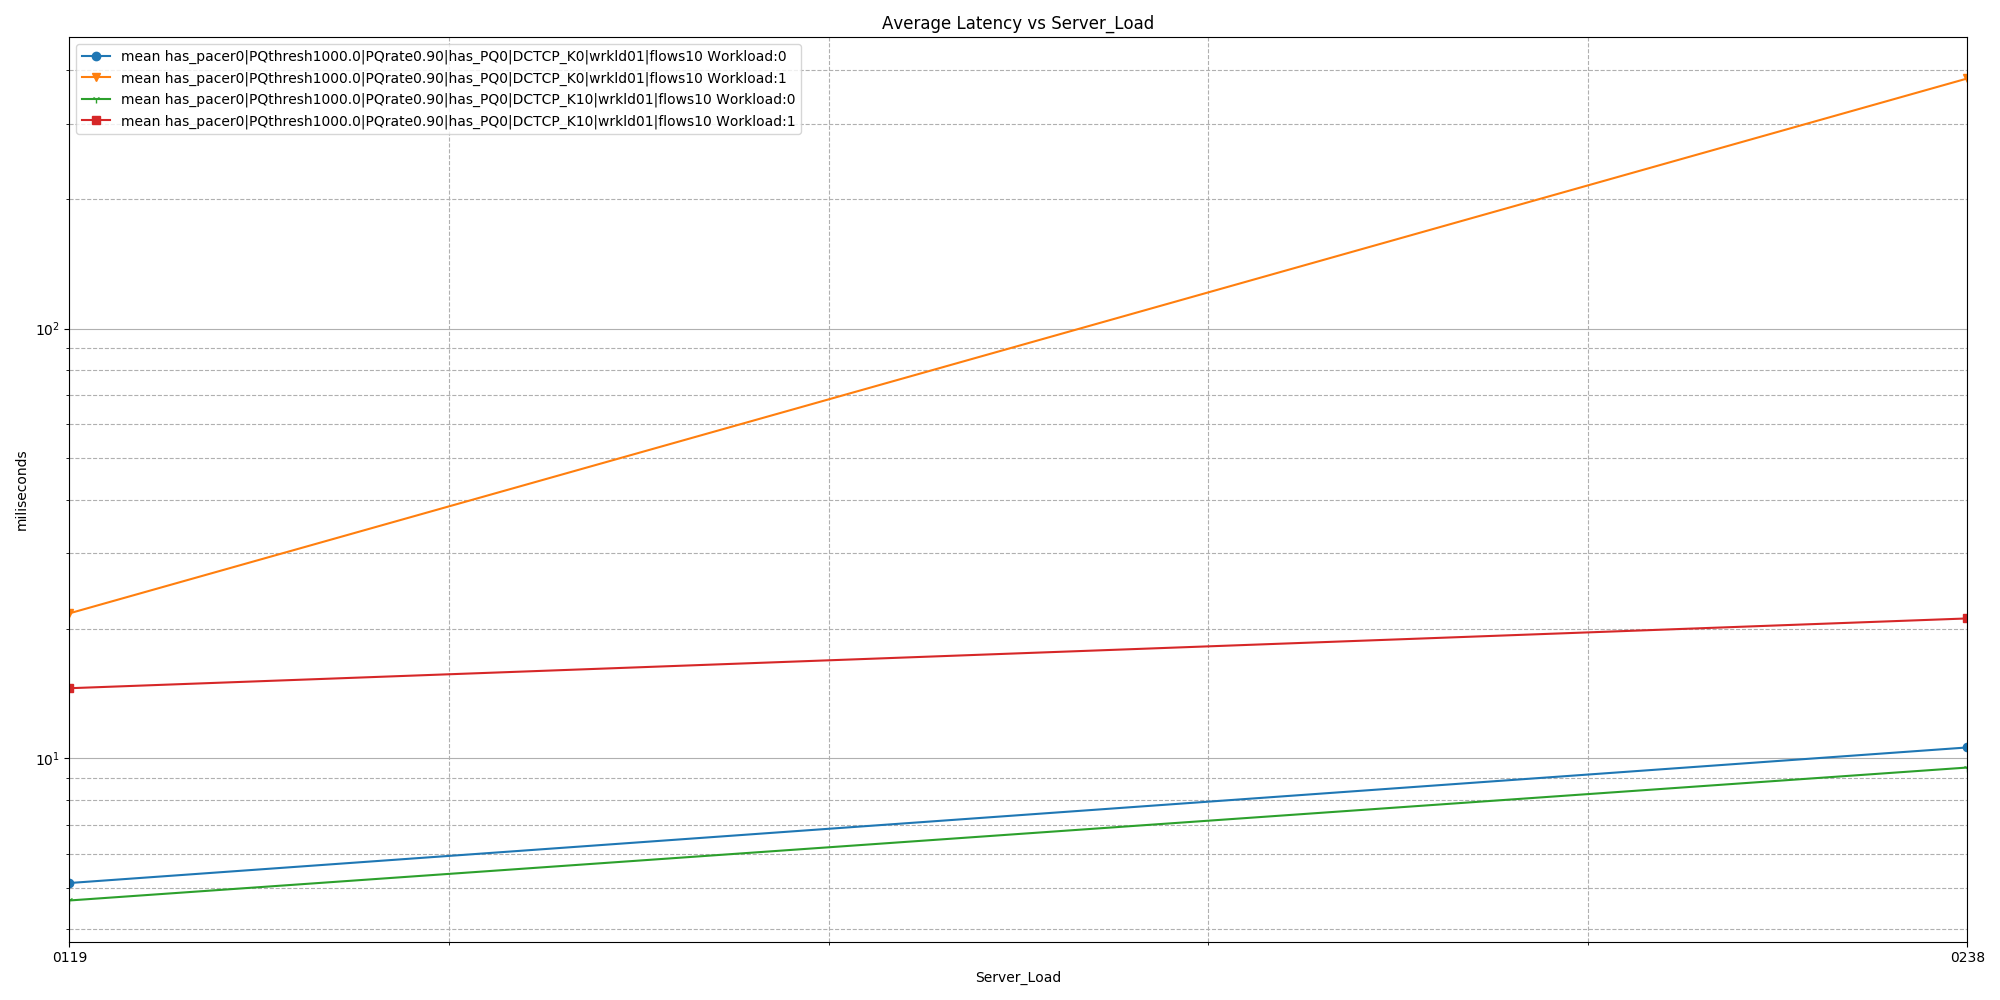 Average Latency vs Server_Load
mean has_pacer0|PQthresh1000.0|PQrate0.90|has_PQ0|DCTCP_K0|wrkld01|flows10 Workload:0
mean has_pacer0|PQthresh1000.0|PQrate0.90|has_PQ0|DCTCP_K0|wrkld01|flows10 Workload:1
mean has_pacer0|PQthresh1000.0|PQrate0.90|has_PQ0|DCTCP_K10|wrkld01|flows10 Workload:0
mean has_pacer0|PQthresh1000.0|PQrate0.90|has_PQ0|DCTCP_K10|wrkld01|flows10 Workload:1
10²
miliseconds
10¹
0119
0238
Server_Load